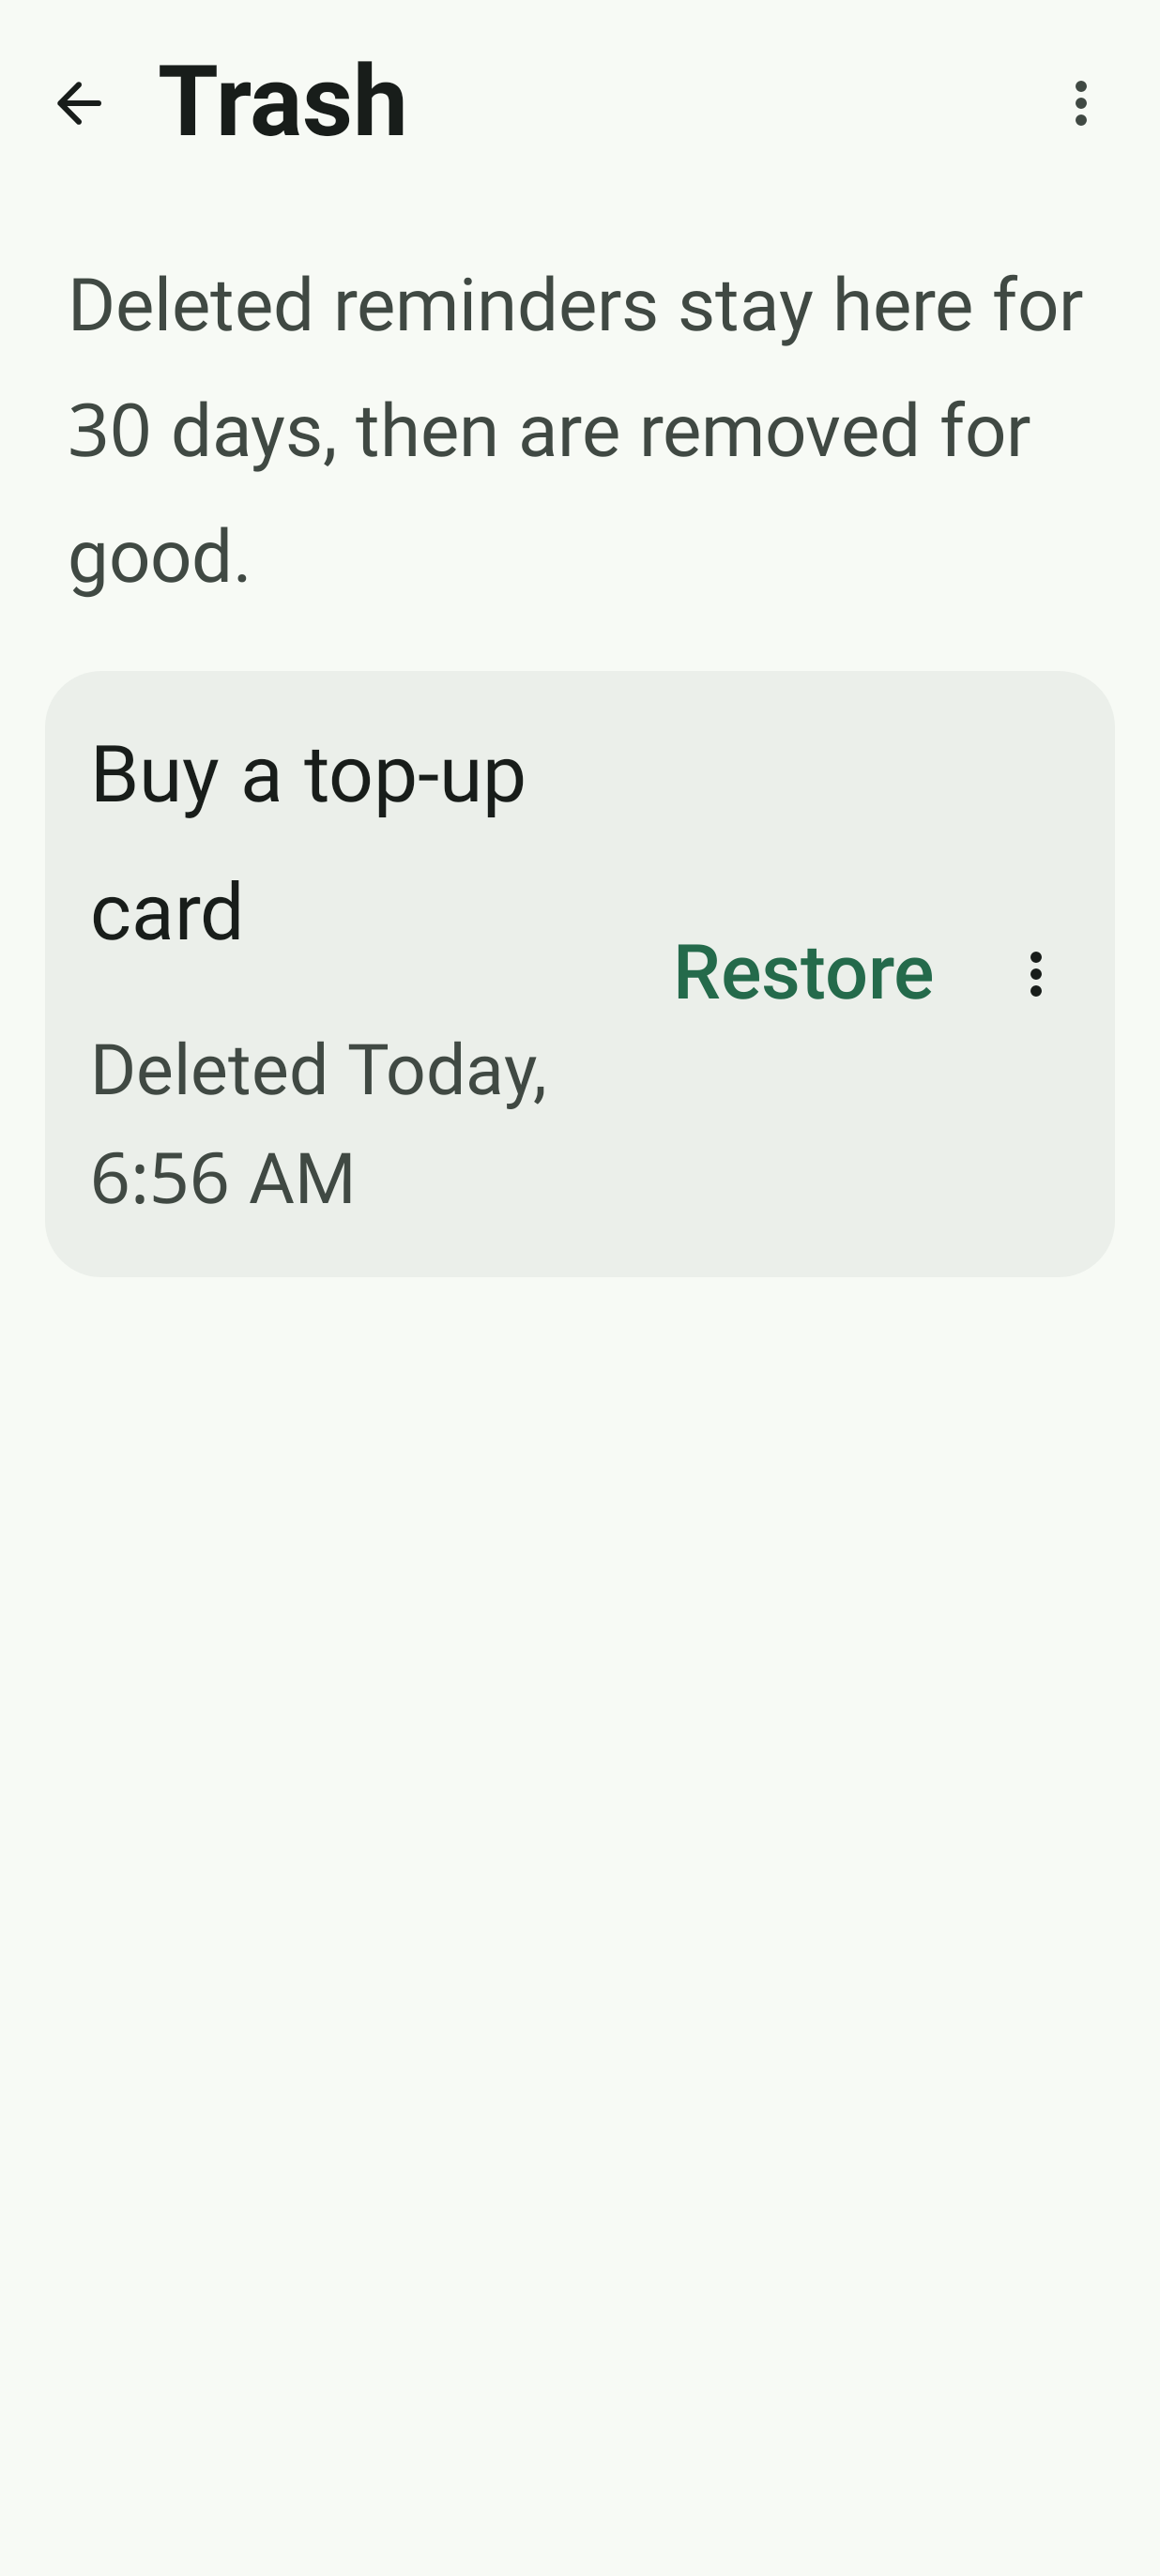 Trash
Deleted reminders stay here for
30 days, then are removed for
good.
Buy a top-up
card
Restore
Deleted Today,
6:56 AM